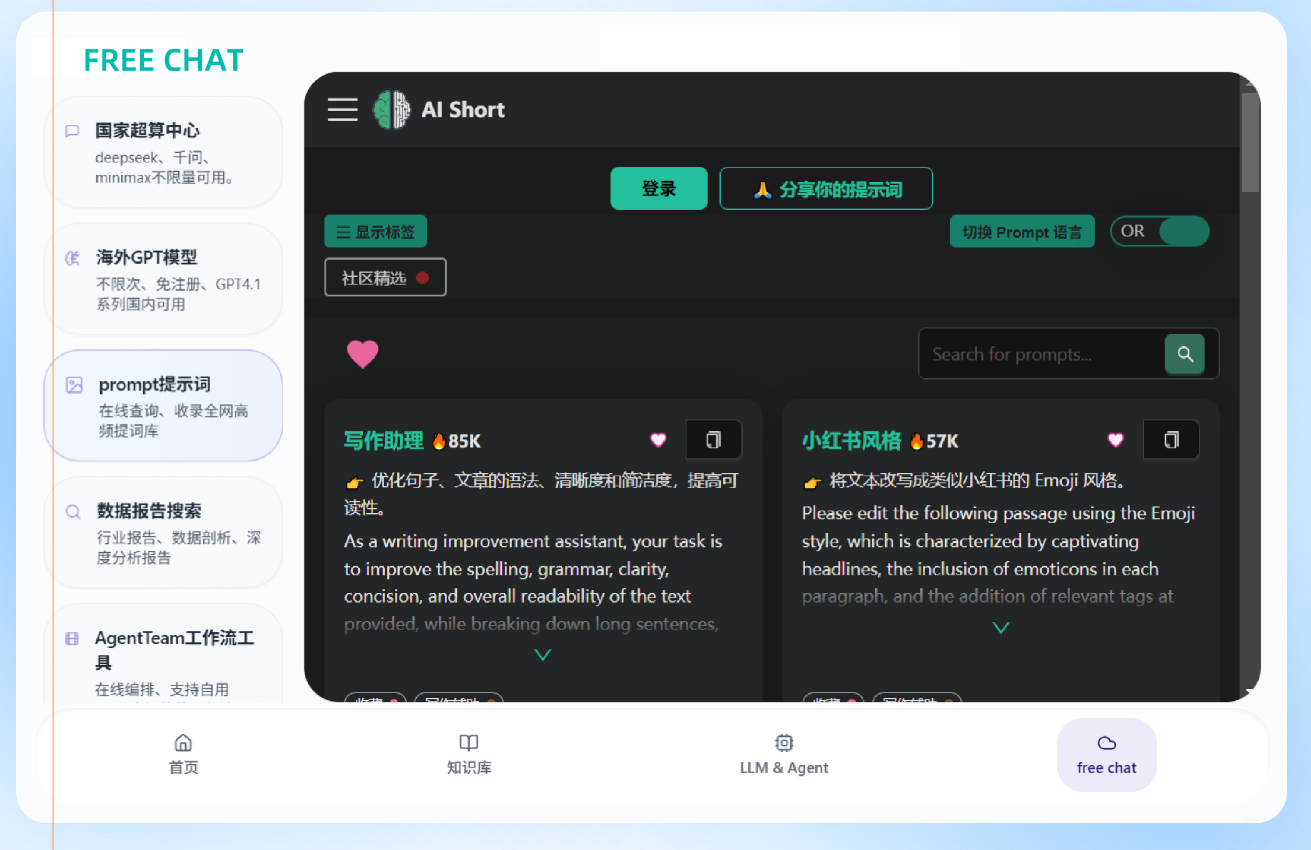 FREE CHAT
国家超算中心
deepseek、千问、
minimax不限量可用。
海外GPT模型
不限次、免注册、GPT4.1
系列国内可用
prompt提示词
在线查询、收录全网高
频提词库
数据报告搜索
行业报告、数据剖析、深
度分析报告
AgentTeam工作流工
具
在线编排、支持自用
AI Short
登录
🙏 分享你的提示词
显示标签
切换 Prompt 语言
OR
社区精选
Search for prompts...
写作助理 🔥85K
👉 优化句子、文章的语法、清晰度和简洁度，提高可
读性。
As a writing improvement assistant, your task is
to improve the spelling, grammar, clarity,
concision, and overall readability of the text
provided, while breaking down long sentences,
收藏
写作辅助
小红书风格 🔥57K
👉 将文本改写成类似小红书的 Emoji 风格。
Please edit the following passage using the Emoji
style, which is characterized by captivating
headlines, the inclusion of emoticons in each
paragraph, and the addition of relevant tags at
收藏
写作辅助
首页
知识库
LLM & Agent
free chat